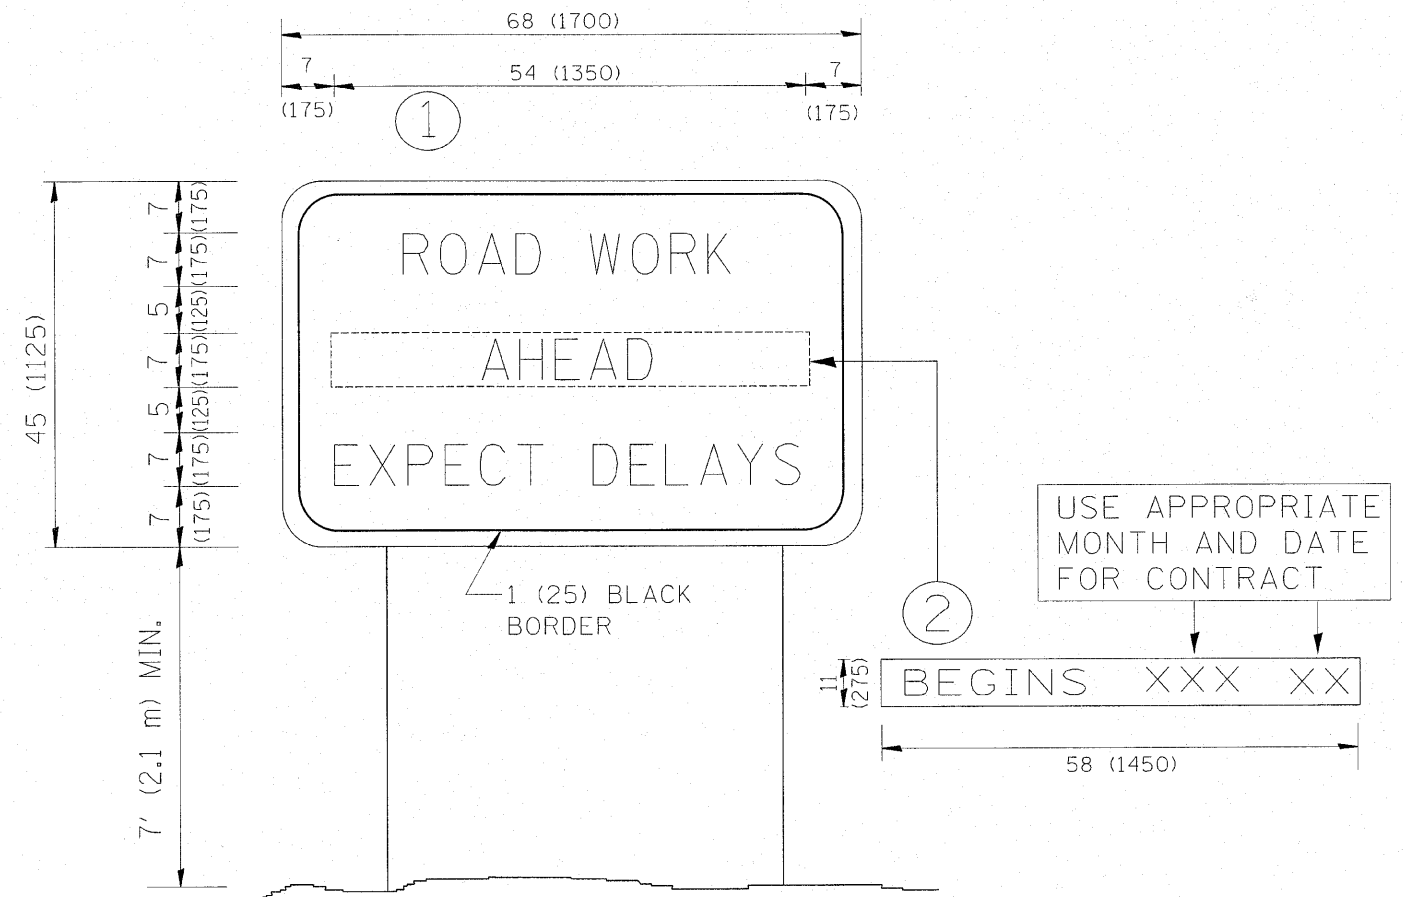 68 (1700)
7
54 (1350)
7
(175)
(175)
1
45 (1125)
7
(175)
7
(175)
5
(125)
7
(175)
5
(125)
7
(175)
7
(175)
ROAD WORK
AHEAD
EXPECT DELAYS
1 (25) BLACK
BORDER
7' (2.1 m) MIN.
USE APPROPRIATE
MONTH AND DATE
FOR CONTRACT
2
11
(275)
BEGINS XXX XX
58 (1450)